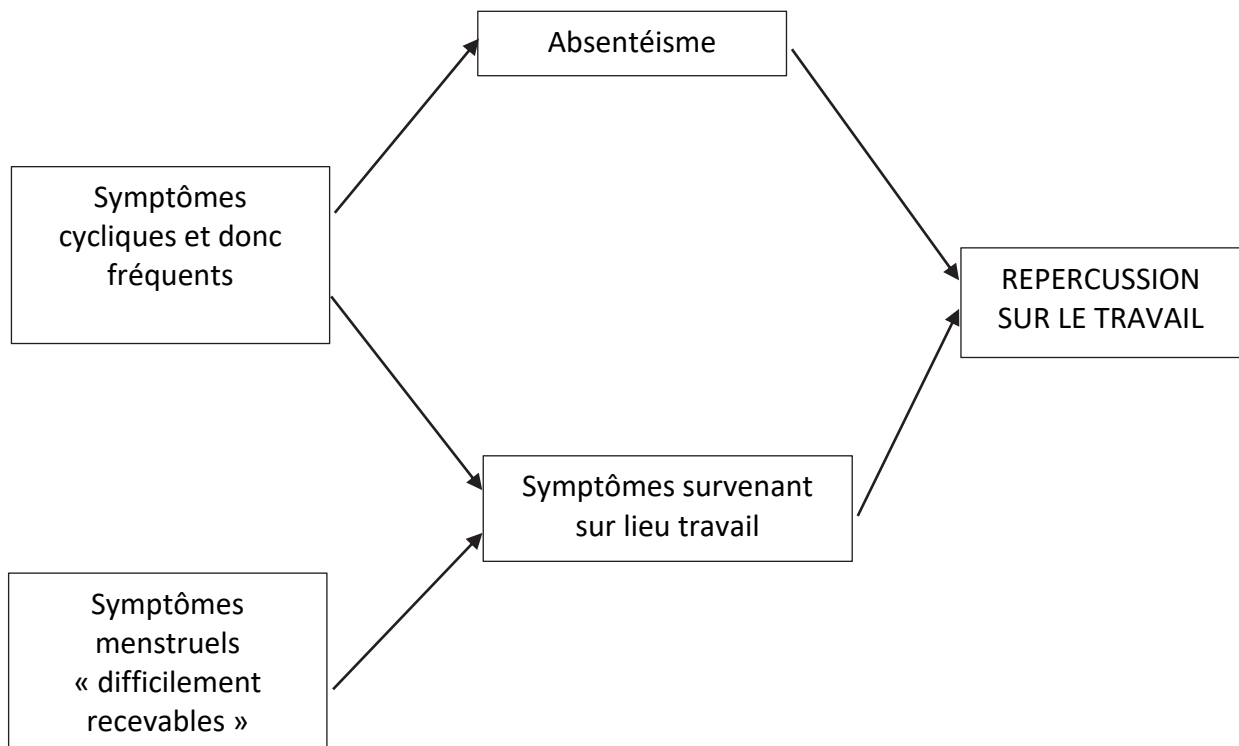 Absentéisme
Symptômes
cycliques et donc
fréquents
REPERCUSSION
SUR LE TRAVAIL
Symptômes survenant
sur lieu travail
Symptômes
menstruels
« difficilement
recevables »